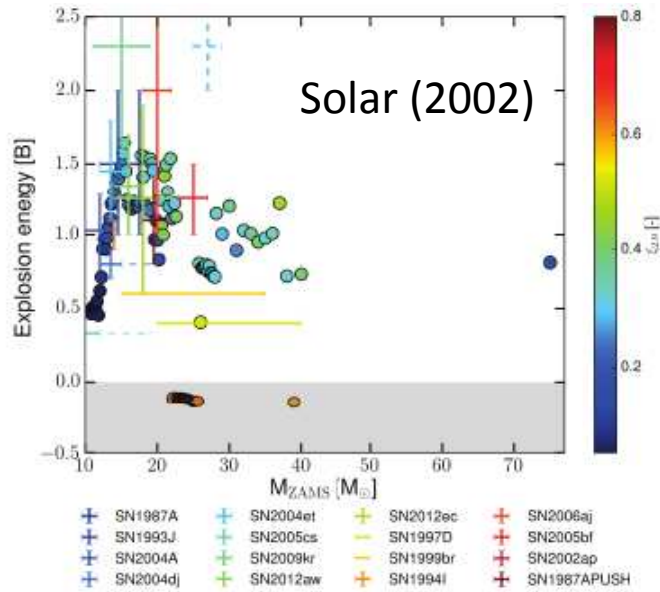 Solar (2002)
Explosion energy [B]
2.5
2.0
1.5
1.0
0.5
0.0
−0.5
10 20 30 40 50 60 70
M_ZAMS [M_⊙]
0.8
0.6
0.4
0.2
ξ_2.0 [-]
SN1987A SN2004et SN2012ec SN2006aj
SN1993J SN2005cs SN1997D SN2005bf
SN2004A SN2009kr SN1999br SN2002ap
SN2004dj SN2012aw SN1994I SN1987APUSH